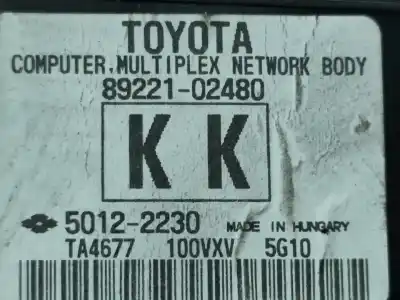 TOYOTA
COMPUTER, MULTIPLEX NETWORK BODY
89221-02480
K K
5012-2230 MADE IN HUNGARY
TA4677 100VXV 5G10